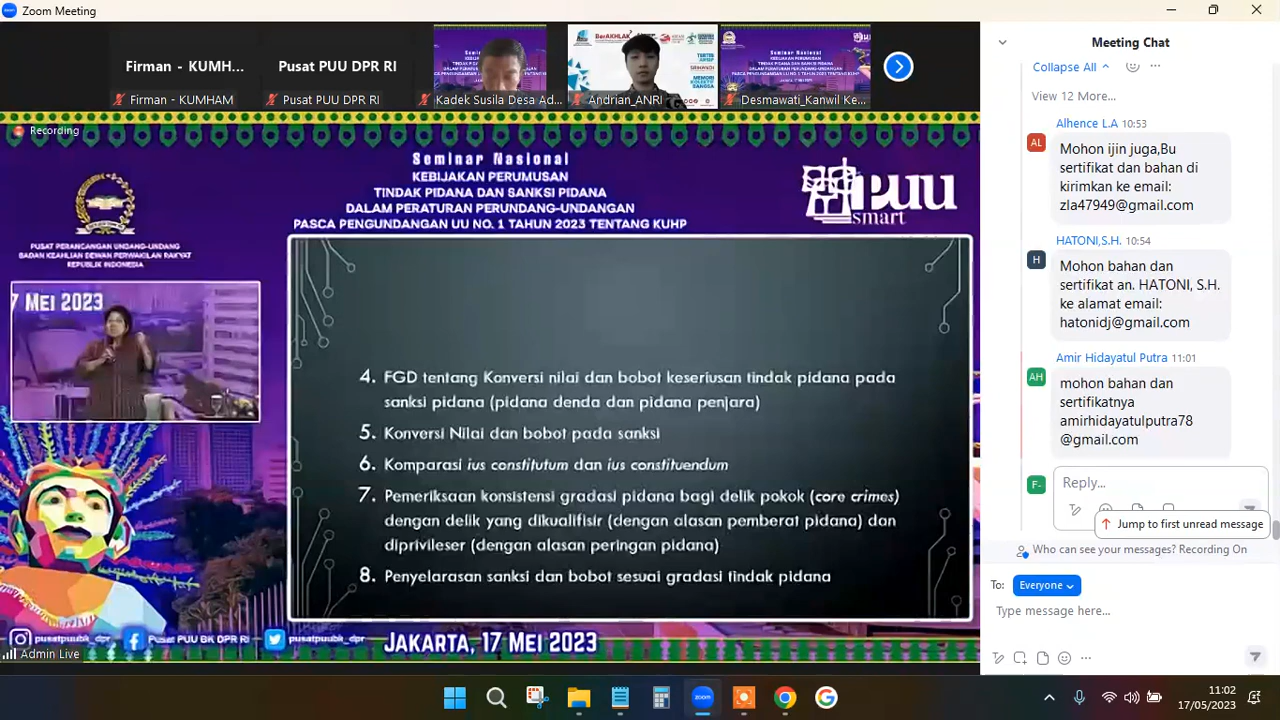 Zoom Meeting
Firman - KUMH...
Firman - KUMHAM
Pusat PUU DPR RI
Pusat PUU DPR RI
Kadek Susila Desa Ad...
BerAKHLAK
Andrian_ANRI
Desmawati_Kanwil Ke...
Recording
Seminar Nasional
KEBIJAKAN PERUMUSAN
TINDAK PIDANA DAN SANKSI PIDANA
DALAM PERATURAN PERUNDANG-UNDANGAN
PASCA PENGUNDANGAN UU NO. 1 TAHUN 2023 TENTANG KUHP
PUU
smart
PUSAT PERANCANGAN UNDANG-UNDANG
BADAN KEAHLIAN DEWAN PERWAKILAN RAKYAT
REPUBLIK INDONESIA
7 MEI 2023
4. FGD tentang Konversi nilai dan bobot keseriusan tindak pidana pada
sanksi pidana (pidana denda dan pidana penjara)
5. Konversi Nilai dan bobot pada sanksi
6. Komparasi ius constitutum dan ius constituendum
7. Pemeriksaan konsistensi gradasi pidana bagi delik pokok (core crimes)
dengan delik yang dikualifisir (dengan alasan pemberat pidana) dan
diprivileser (dengan alasan peringan pidana)
8. Penyelarasan sanksi dan bobot sesuai gradasi tindak pidana
pusatpuubk_dpr
Pusat PUU BK DPR RI
pusatpuubk_dpr
JAKARTA, 17 MEI 2023
Admin Live
Meeting Chat
Collapse All
View 12 More...
Alhence L.A 10:53
AL
Mohon ijin juga,Bu
sertifikat dan bahan di
kirimkan ke email:
zla47949@gmail.com
HATONI,S.H. 10:54
H
Mohon bahan dan
sertifikat an. HATONI, S.H.
ke alamat email:
hatonidj@gmail.com
Amir Hidayatul Putra 11:01
AH
mohon bahan dan
sertifikatnya
amirhidayatulputra78
@gmail.com
F-
Reply...
Jump to first unread message
Who can see your messages? Recording On
To: Everyone
Type message here...
11:02
17/05/2023